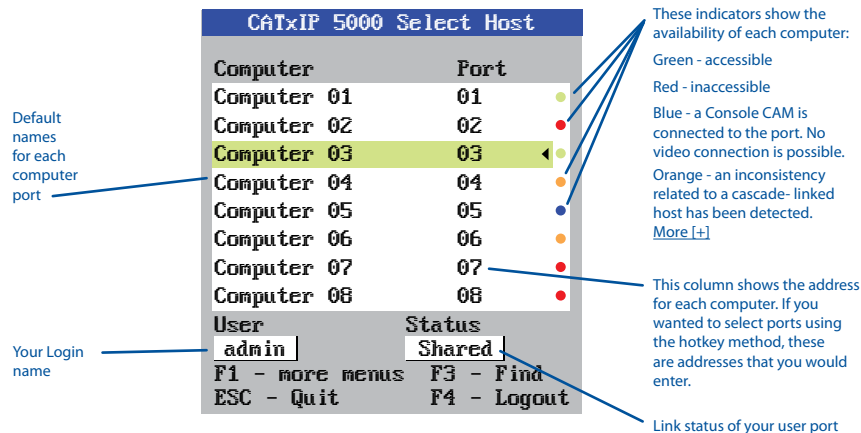 CATxIP 5000 Select Host
Computer Port
Computer 01 01
Computer 02 02
Computer 03 03
Computer 04 04
Computer 05 05
Computer 06 06
Computer 07 07
Computer 08 08
User Status
admin Shared
F1 - more menus F3 - Find
ESC - Quit F4 - Logout
Default
names
for each
computer
port
Your Login
name
These indicators show the
availability of each computer:
Green - accessible
Red - inaccessible
Blue - a Console CAM is
connected to the port. No
video connection is possible.
Orange - an inconsistency
related to a cascade- linked
host has been detected.
More [+]
This column shows the address
for each computer. If you
wanted to select ports using
the hotkey method, these
are addresses that you would
enter.
Link status of your user port